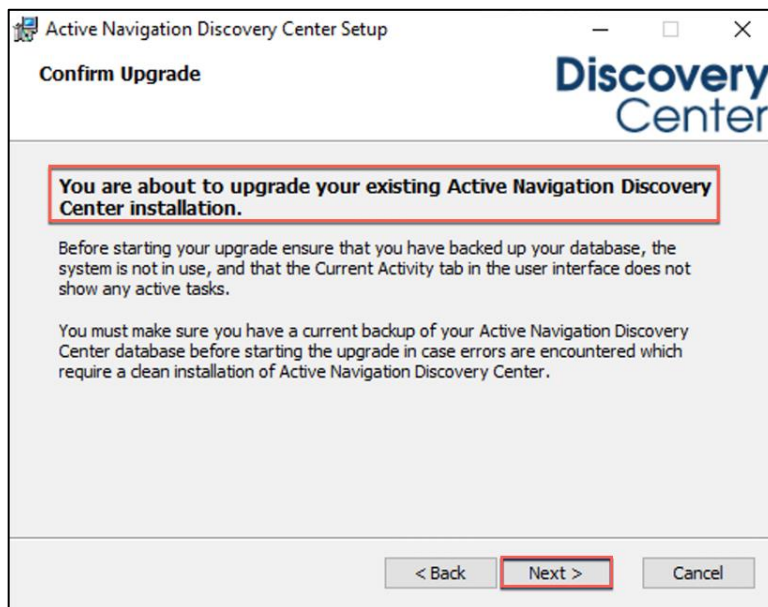 Active Navigation Discovery Center Setup
Confirm Upgrade
Discovery
Center
You are about to upgrade your existing Active Navigation Discovery
Center installation.
Before starting your upgrade ensure that you have backed up your database, the
system is not in use, and that the Current Activity tab in the user interface does not
show any active tasks.
You must make sure you have a current backup of your Active Navigation Discovery
Center database before starting the upgrade in case errors are encountered which
require a clean installation of Active Navigation Discovery Center.
< Back Next > Cancel